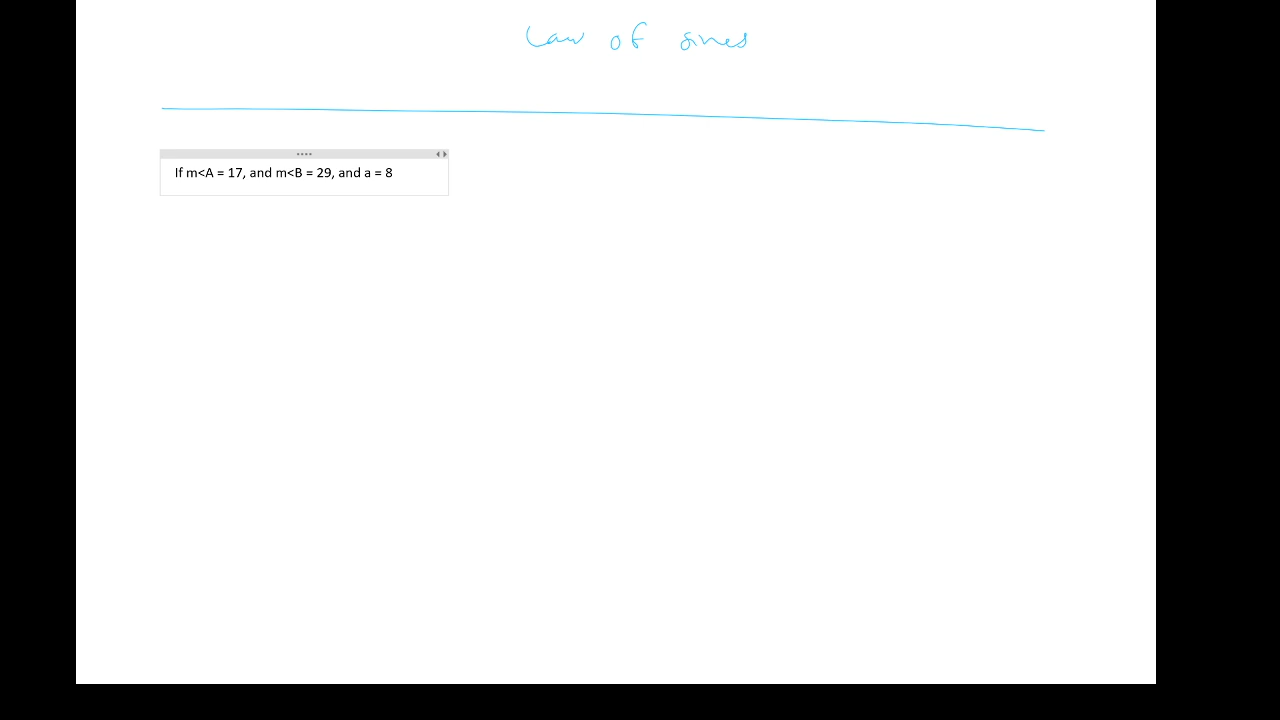 Law of sines
If m<A = 17, and m<B = 29, and a = 8